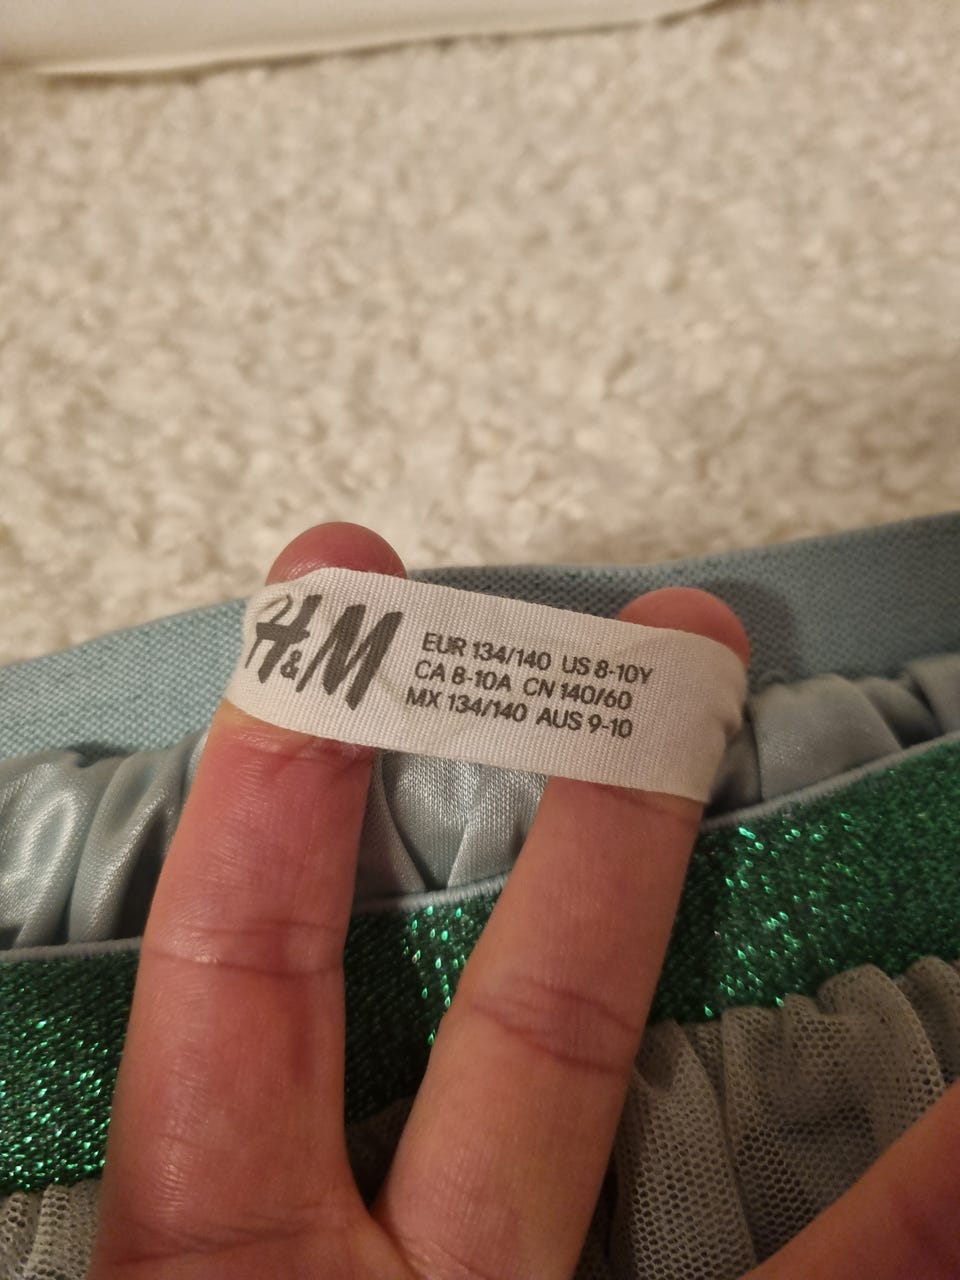 H&M
EUR 134/140 US 8-10Y
CA 8-10A CN 140/60
MX 134/140 AUS 9-10